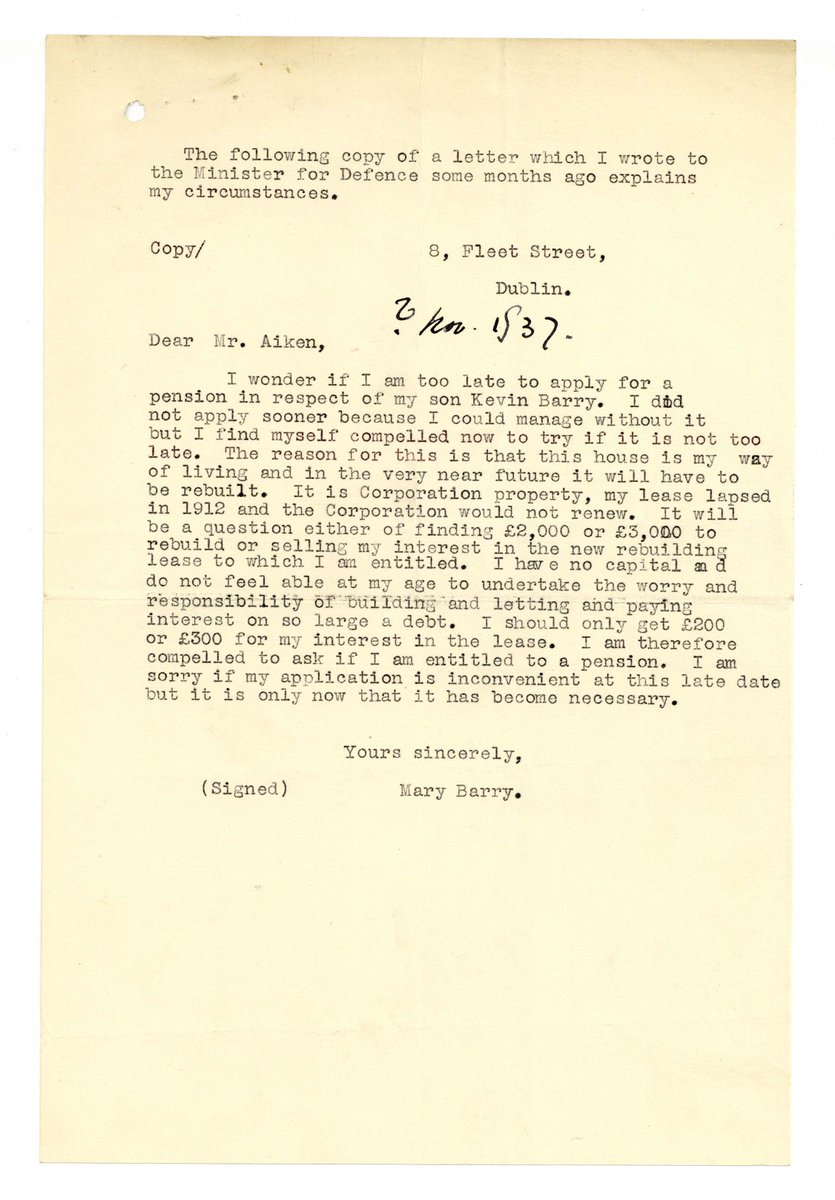 The following copy of a letter which I wrote to
the Minister for Defence some months ago explains
my circumstances.
Copy/ 8, Fleet Street,
Dublin.
? Nov. 1937.
Dear Mr. Aiken,
I wonder if I am too late to apply for a
pension in respect of my son Kevin Barry. I did
not apply sooner because I could manage without it
but I find myself compelled now to try if it is not too
late. The reason for this is that this house is my way
of living and in the very near future it will have to
be rebuilt. It is Corporation property, my lease lapsed
in 1912 and the Corporation would not renew. It will
be a question either of finding £2,000 or £3,000 to
rebuild or selling my interest in the new rebuilding
lease to which I am entitled. I have no capital and
do not feel able at my age to undertake the worry and
responsibility of building and letting and paying
interest on so large a debt. I should only get £200
or £300 for my interest in the lease. I am therefore
compelled to ask if I am entitled to a pension. I am
sorry if my application is inconvenient at this late date
but it is only now that it has become necessary.
Yours sincerely,
(Signed) Mary Barry.